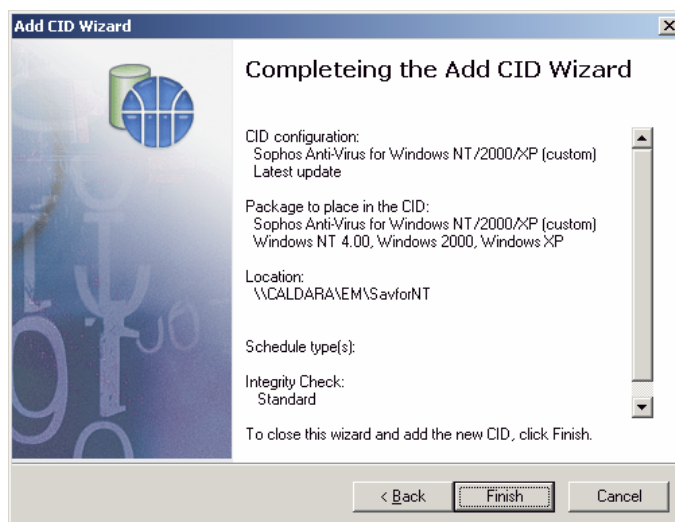 Add CID Wizard
Completeing the Add CID Wizard
CID configuration:
Sophos Anti-Virus for Windows NT/2000/XP (custom)
Latest update
Package to place in the CID:
Sophos Anti-Virus for Windows NT/2000/XP (custom)
Windows NT 4.00, Windows 2000, Windows XP
Location:
\\CALDARA\EM\SavforNT
Schedule type(s):
Integrity Check:
Standard
To close this wizard and add the new CID, click Finish.
< Back
Finish
Cancel